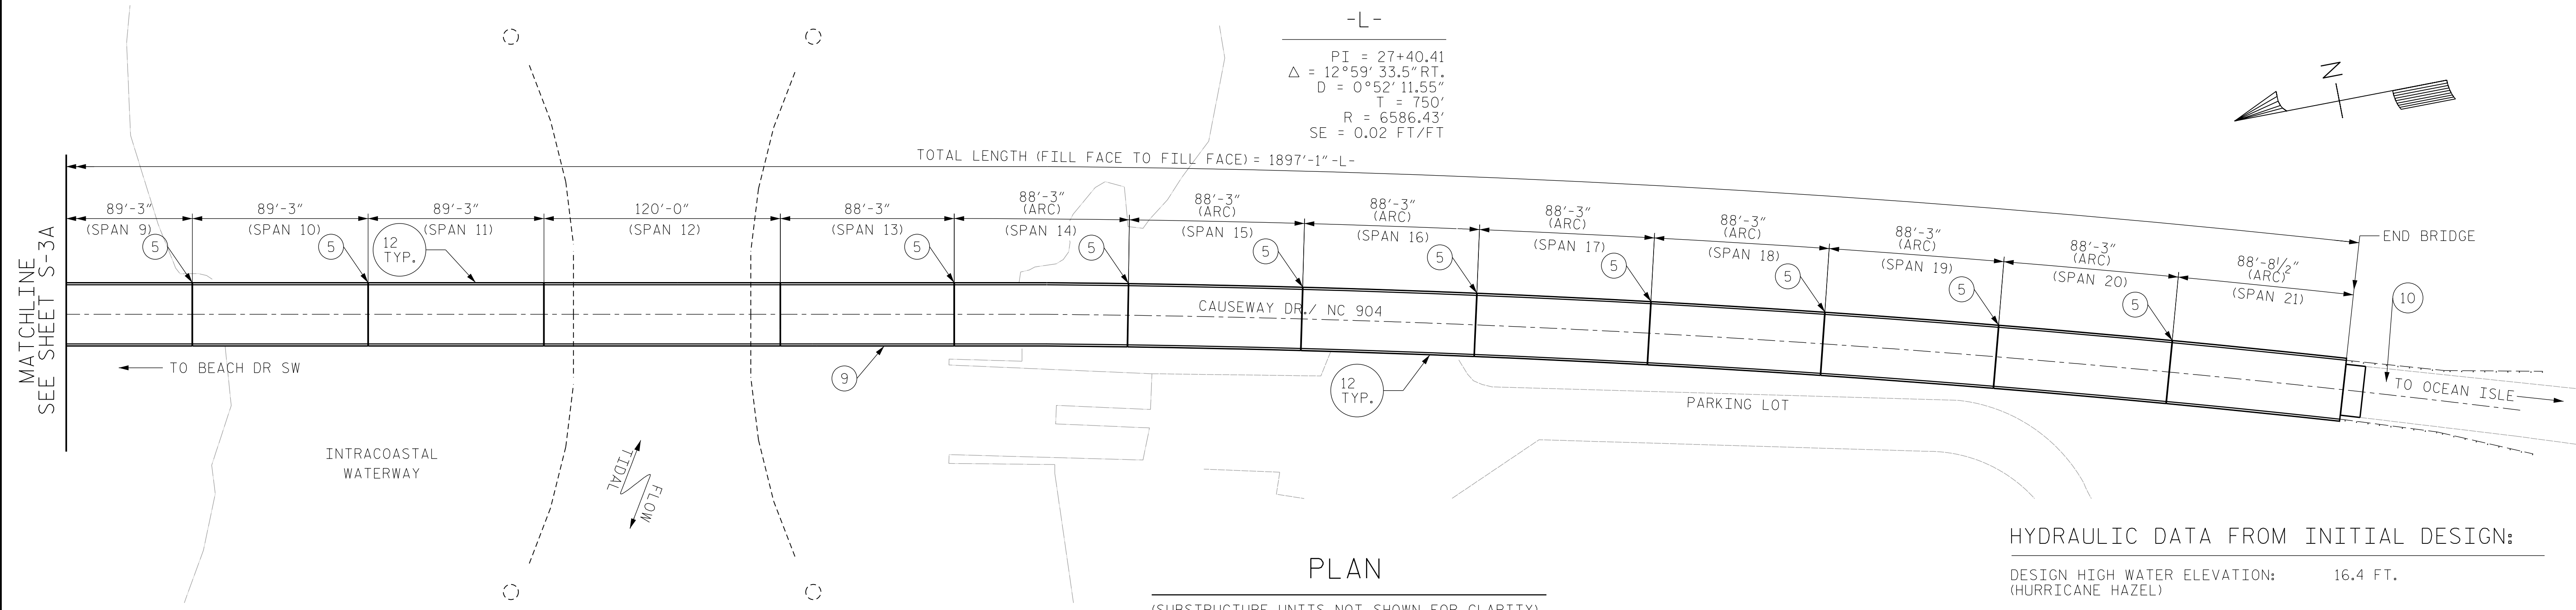 -L-
PI = 27+40.41
Δ = 12°59'33.5"RT.
D = 0°52'11.55"
T = 750'
R = 6586.43'
SE = 0.02 FT/FT
N
TOTAL LENGTH (FILL FACE TO FILL FACE) = 1897'-1" -L-
89'-3"
(SPAN 9)
89'-3"
(SPAN 10)
89'-3"
(SPAN 11)
120'-0"
(SPAN 12)
88'-3"
(SPAN 13)
88'-3"
(ARC)
(SPAN 14)
88'-3"
(ARC)
(SPAN 15)
88'-3"
(ARC)
(SPAN 16)
88'-3"
(ARC)
(SPAN 17)
88'-3"
(ARC)
(SPAN 18)
88'-3"
(ARC)
(SPAN 19)
88'-3"
(ARC)
(SPAN 20)
88'-8½"
(ARC)
(SPAN 21)
END BRIDGE
5
5
12
TYP.
5
5
5
5
5
5
5
5
10
MATCHLINE
SEE SHEET S-3A
CAUSEWAY DR./ NC 904
TO BEACH DR SW
9
12
TYP.
PARKING LOT
TO OCEAN ISLE
INTRACOASTAL
WATERWAY
TIDAL
FLOW
PLAN
(SUBSTRUCTURE UNITS NOT SHOWN FOR CLARITY)
HYDRAULIC DATA FROM INITIAL DESIGN:
DESIGN HIGH WATER ELEVATION: 16.4 FT.
(HURRICANE HAZEL)